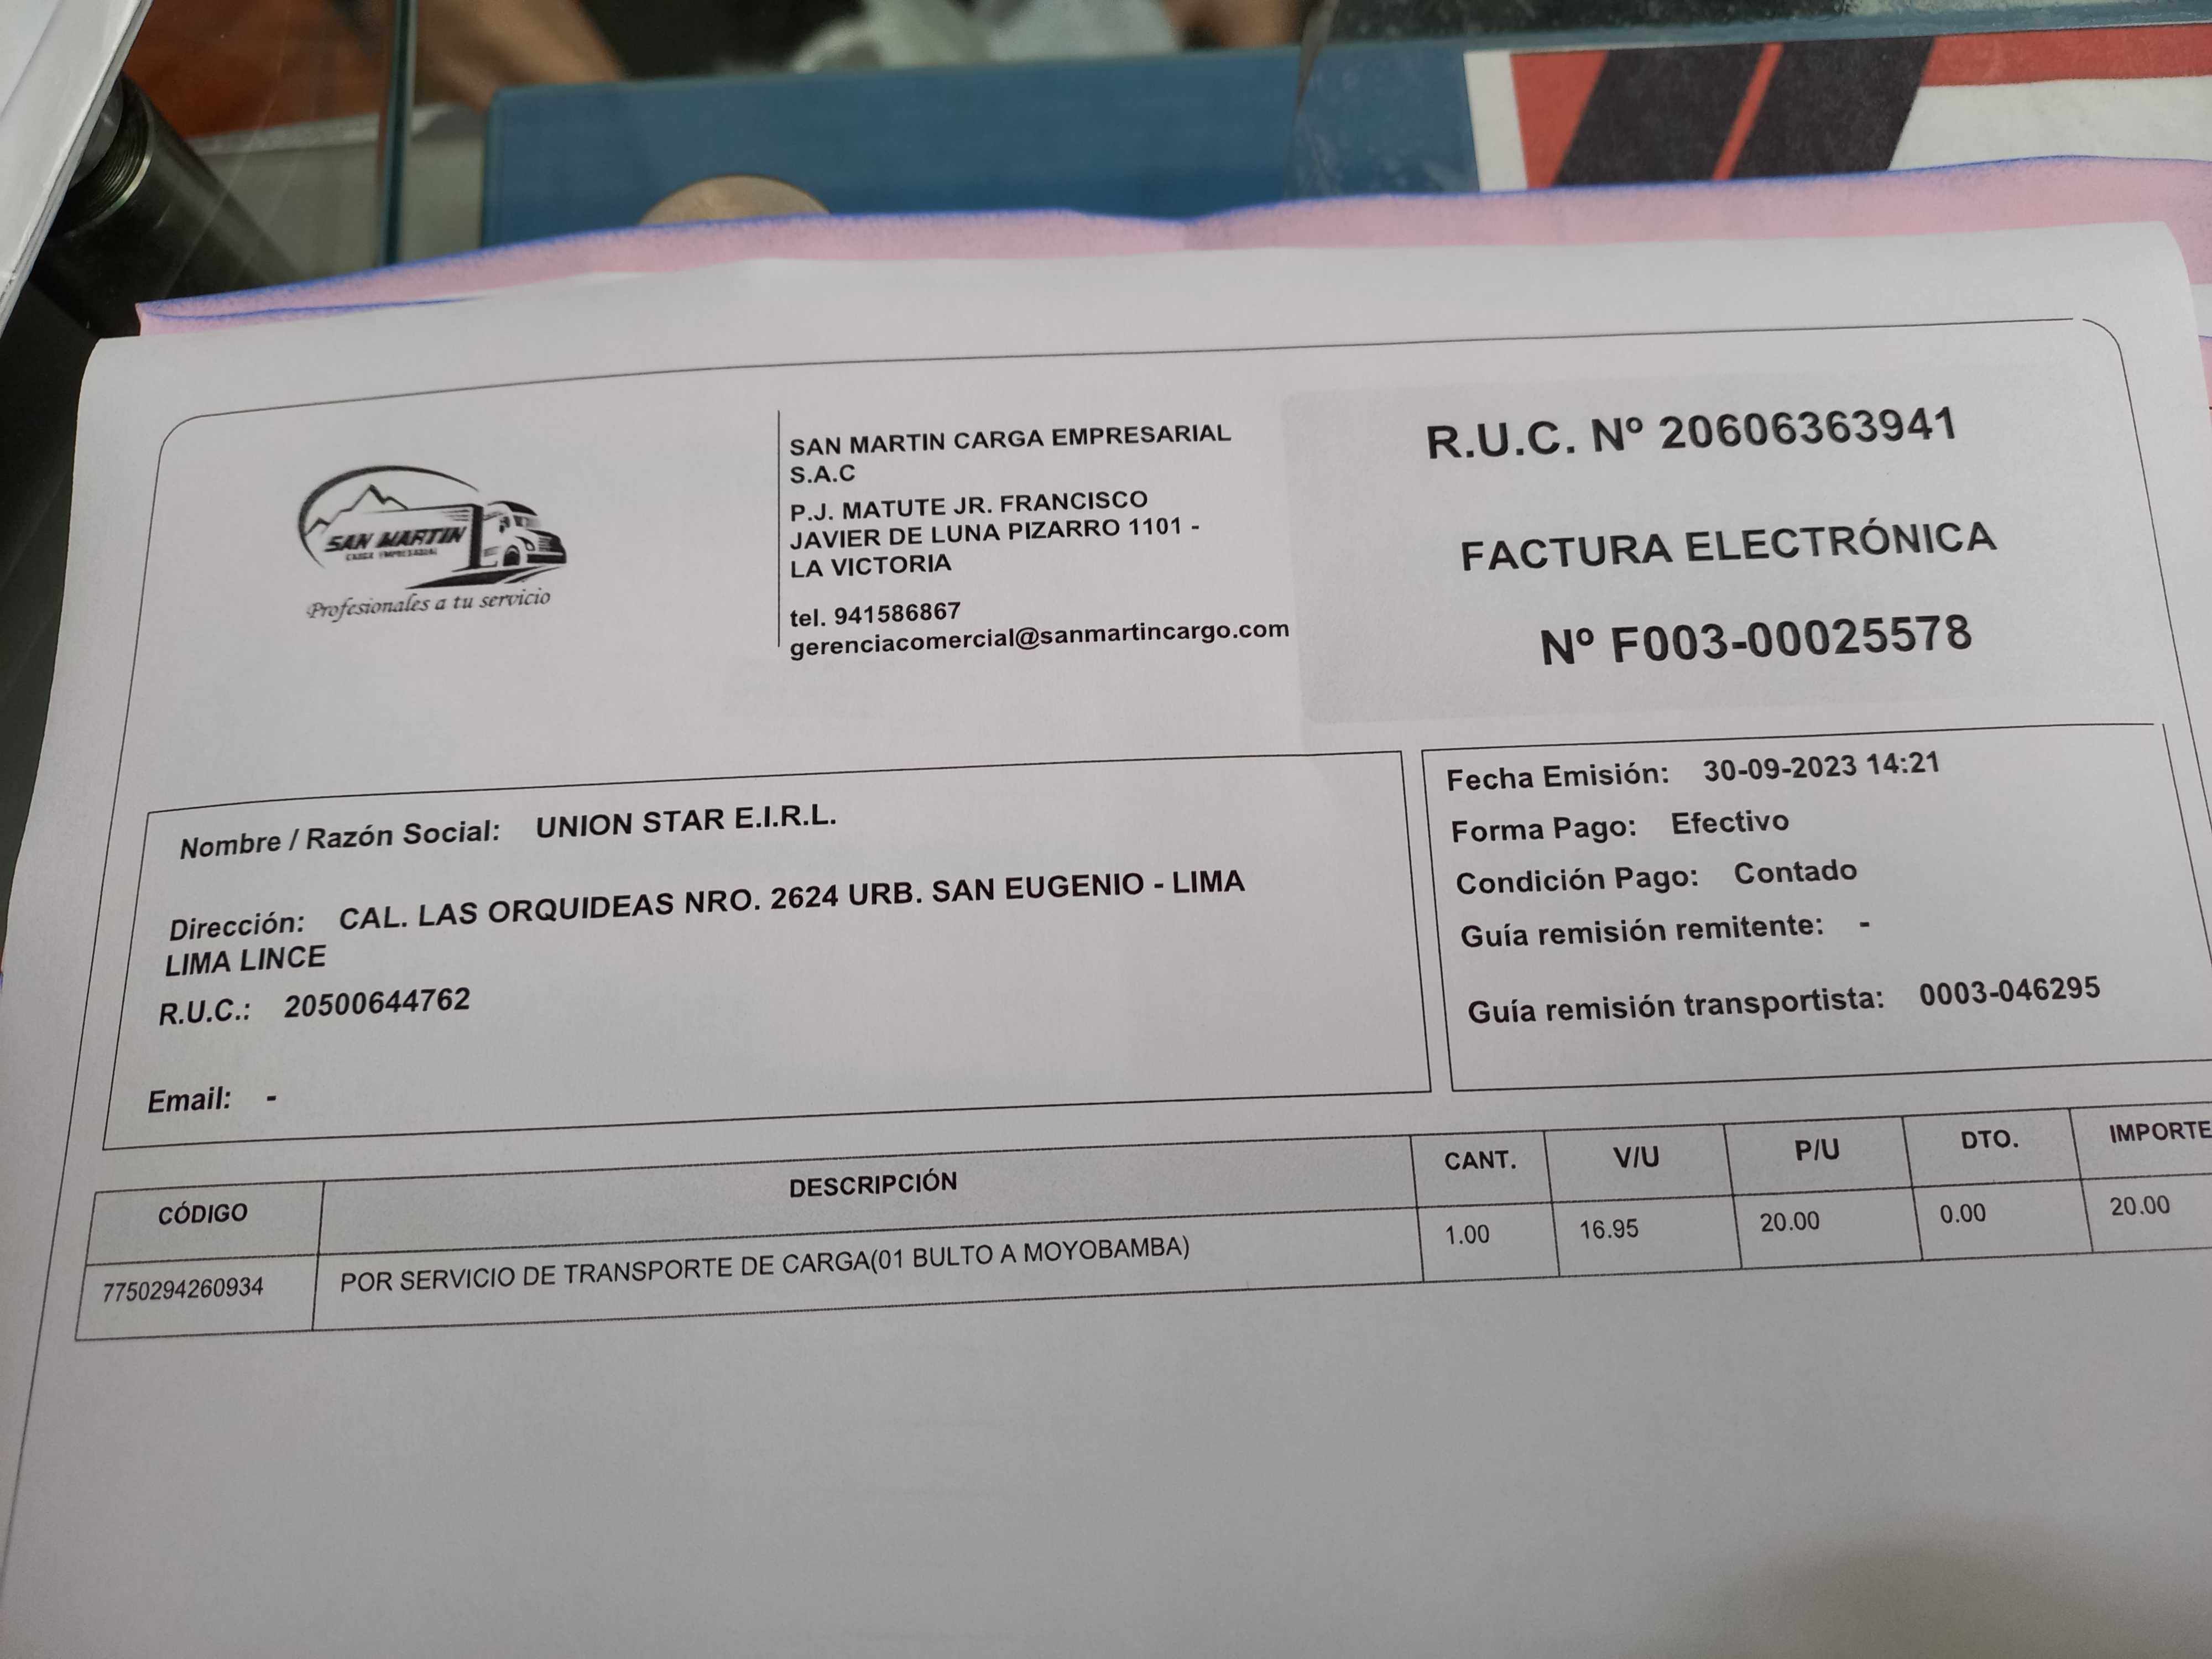 SAN MARTIN
CARGA EMPRESARIAL
Profesionales a tu servicio
SAN MARTIN CARGA EMPRESARIAL
S.A.C
P.J. MATUTE JR. FRANCISCO
JAVIER DE LUNA PIZARRO 1101 -
LA VICTORIA
tel. 941586867
gerenciacomercial@sanmartincargo.com
R.U.C. Nº 20606363941
FACTURA ELECTRÓNICA
Nº F003-00025578
Nombre / Razón Social: UNION STAR E.I.R.L.
Dirección: CAL. LAS ORQUIDEAS NRO. 2624 URB. SAN EUGENIO - LIMA
LIMA LINCE
R.U.C.: 20500644762
Email: -
Fecha Emisión: 30-09-2023 14:21
Forma Pago: Efectivo
Condición Pago: Contado
Guía remisión remitente: -
Guía remisión transportista: 0003-046295
CÓDIGO DESCRIPCIÓN CANT. V/U P/U DTO. IMPORTE
7750294260934 POR SERVICIO DE TRANSPORTE DE CARGA(01 BULTO A MOYOBAMBA) 1.00 16.95 20.00 0.00 20.00